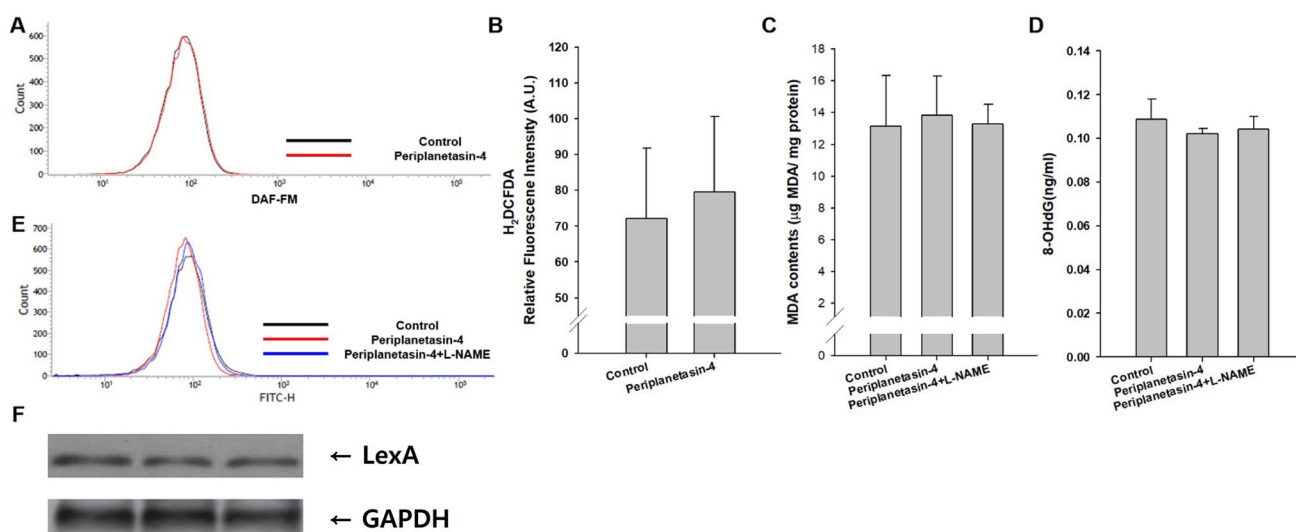 A
600
500
400
300
200
100
0
Count
10¹ 10² 10³ 10⁴ 10⁵
DAF-FM
Control
Periplanetasin-4
B
H₂DCFDA
Relative Fluorescene Intensity (A.U.)
120
110
100
90
80
70
60
50
0
Control
Periplanetasin-4
C
MDA contents (µg MDA/ mg protein)
18
16
14
12
10
8
6
4
2
0
Control
Periplanetasin-4
Periplanetasin-4+L-NAME
D
8-OHdG(ng/ml)
0.14
0.12
0.10
0.08
0.06
0.04
0.02
0.00
Control
Periplanetasin-4
Periplanetasin-4+L-NAME
E
700
600
500
400
300
200
100
0
Count
10¹ 10² 10³ 10⁴ 10⁵
FITC-H
Control
Periplanetasin-4
Periplanetasin-4+L-NAME
F
← LexA
← GAPDH